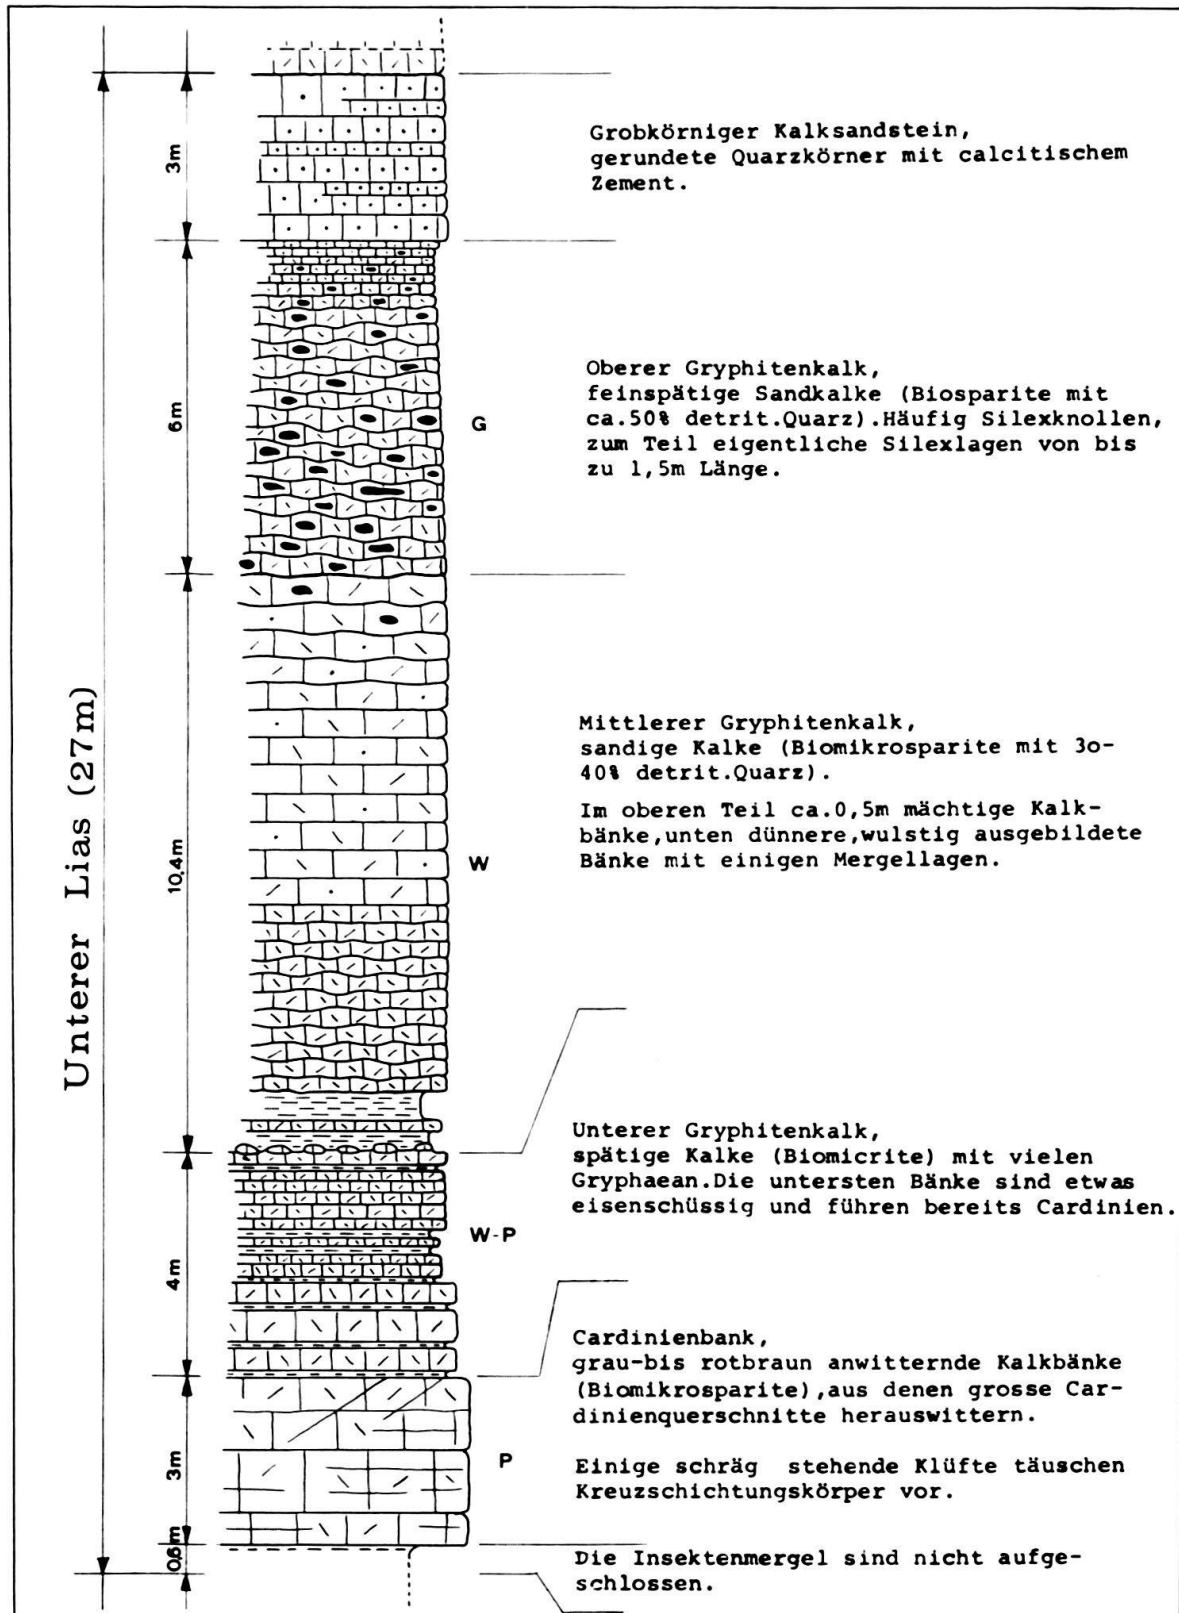 Unterer Lias (27m)
3m
Grobkörniger Kalksandstein,
gerundete Quarzkörner mit calcitischem
Zement.
6m
G
Oberer Gryphitenkalk,
feinspätige Sandkalke (Biosparite mit
ca.50% detrit.Quarz).Häufig Silexknollen,
zum Teil eigentliche Silexlagen von bis
zu 1,5m Länge.
10,4m
W
Mittlerer Gryphitenkalk,
sandige Kalke (Biomikrosparite mit 3o-
40% detrit.Quarz).
Im oberen Teil ca.0,5m mächtige Kalk-
bänke,unten dünnere,wulstig ausgebildete
Bänke mit einigen Mergellagen.
4m
W-P
Unterer Gryphitenkalk,
spätige Kalke (Biomicrite) mit vielen
Gryphaean.Die untersten Bänke sind etwas
eisenschüssig und führen bereits Cardinien.
3m
P
Cardinienbank,
grau-bis rotbraun anwitternde Kalkbänke
(Biomikrosparite),aus denen grosse Car-
dinienquerschnitte herauswittern.
Einige schräg stehende Klüfte täuschen
Kreuzschichtungskörper vor.
0,6m
Die Insektenmergel sind nicht aufge-
schlossen.